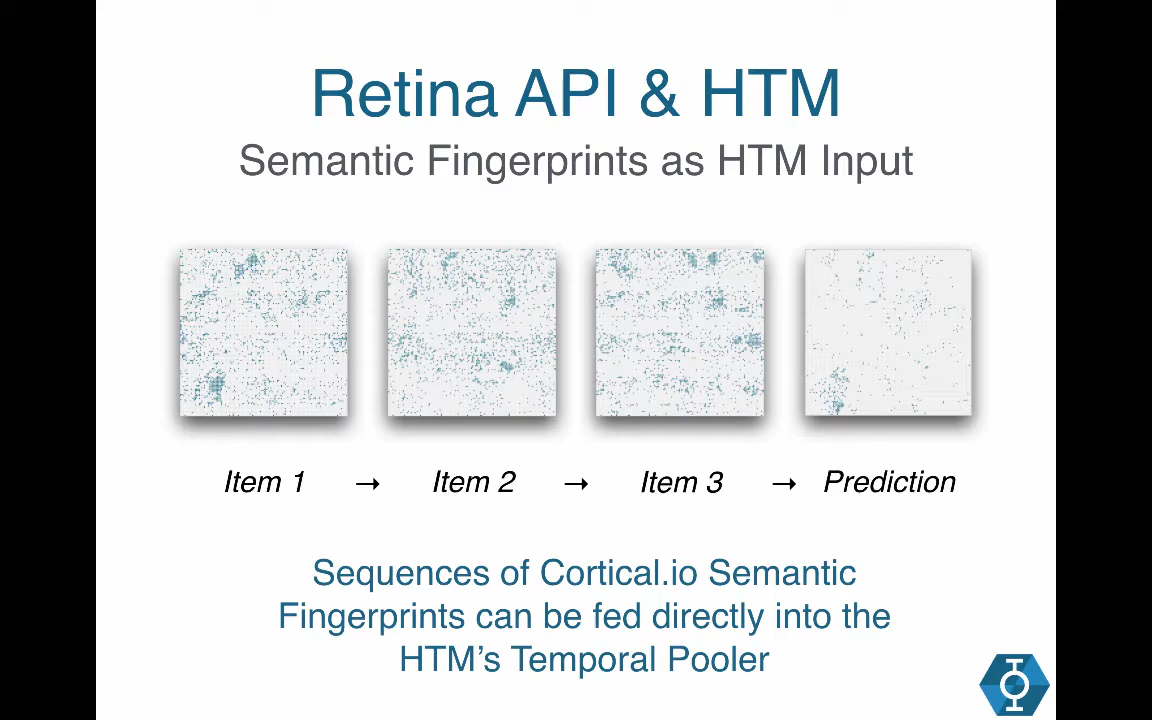 Retina API & HTM
Semantic Fingerprints as HTM Input
Item 1 → Item 2 → Item 3 → Prediction
Sequences of Cortical.io Semantic
Fingerprints can be fed directly into the
HTM’s Temporal Pooler